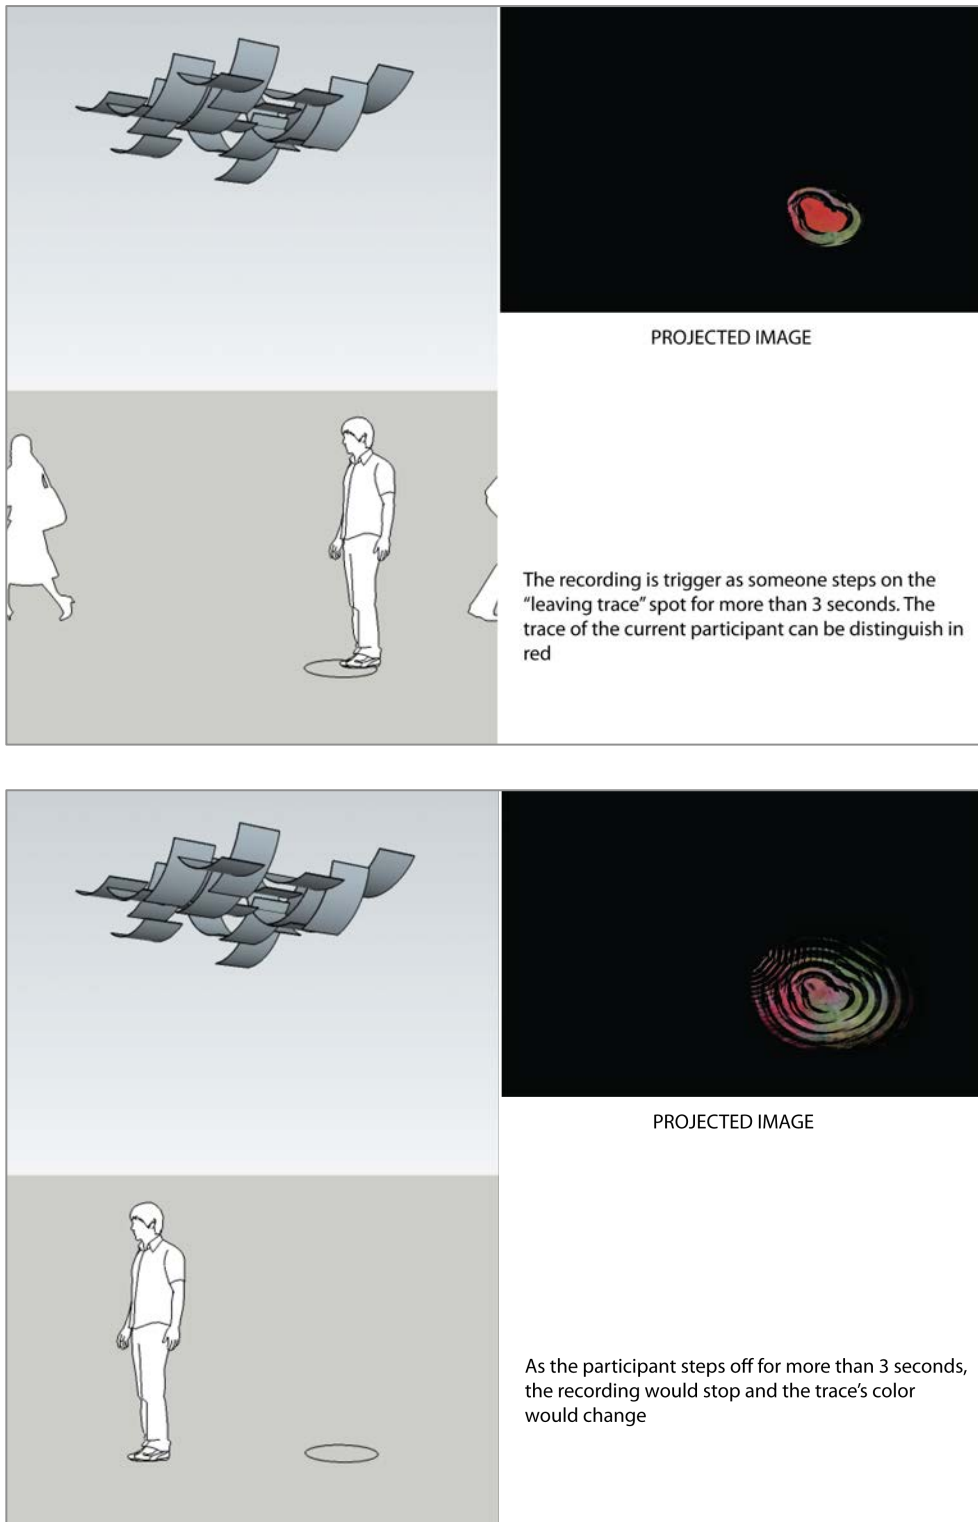 PROJECTED IMAGE
The recording is trigger as someone steps on the
“leaving trace” spot for more than 3 seconds. The
trace of the current participant can be distinguish in
red
PROJECTED IMAGE
As the participant steps off for more than 3 seconds,
the recording would stop and the trace’s color
would change